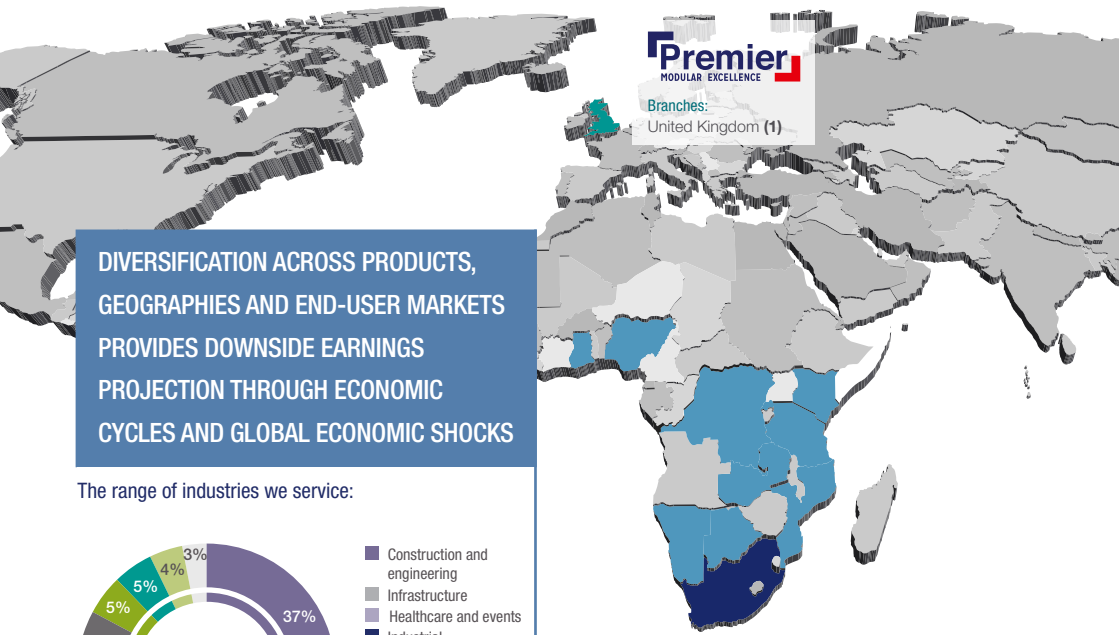 Premier
MODULAR EXCELLENCE
Branches:
United Kingdom (1)
DIVERSIFICATION ACROSS PRODUCTS,
GEOGRAPHIES AND END-USER MARKETS
PROVIDES DOWNSIDE EARNINGS
PROJECTION THROUGH ECONOMIC
CYCLES AND GLOBAL ECONOMIC SHOCKS
The range of industries we service:
3%
4%
5%
5%
37%
Construction and
engineering
Infrastructure
Healthcare and events